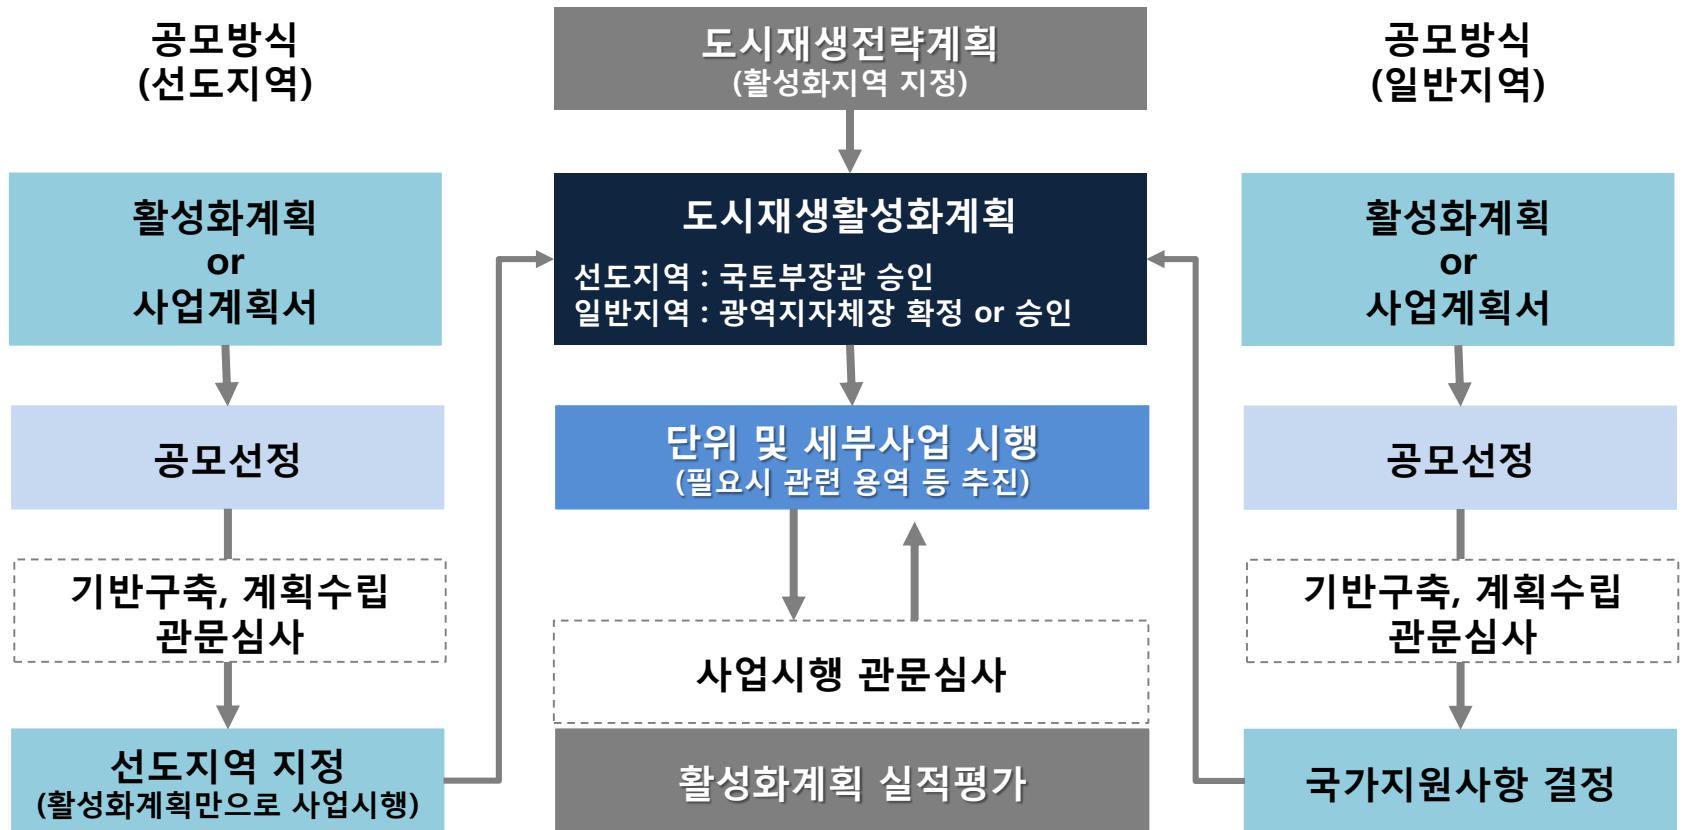 공모방식
(선도지역)
활성화계획
or
사업계획서
공모선정
기반구축, 계획수립
관문심사
선도지역 지정
(활성화계획만으로 사업시행)
도시재생전략계획
(활성화지역 지정)
도시재생활성화계획
선도지역 : 국토부장관 승인
일반지역 : 광역지자체장 확정 or 승인
단위 및 세부사업 시행
(필요시 관련 용역 등 추진)
사업시행 관문심사
활성화계획 실적평가
공모방식
(일반지역)
활성화계획
or
사업계획서
공모선정
기반구축, 계획수립
관문심사
국가지원사항 결정